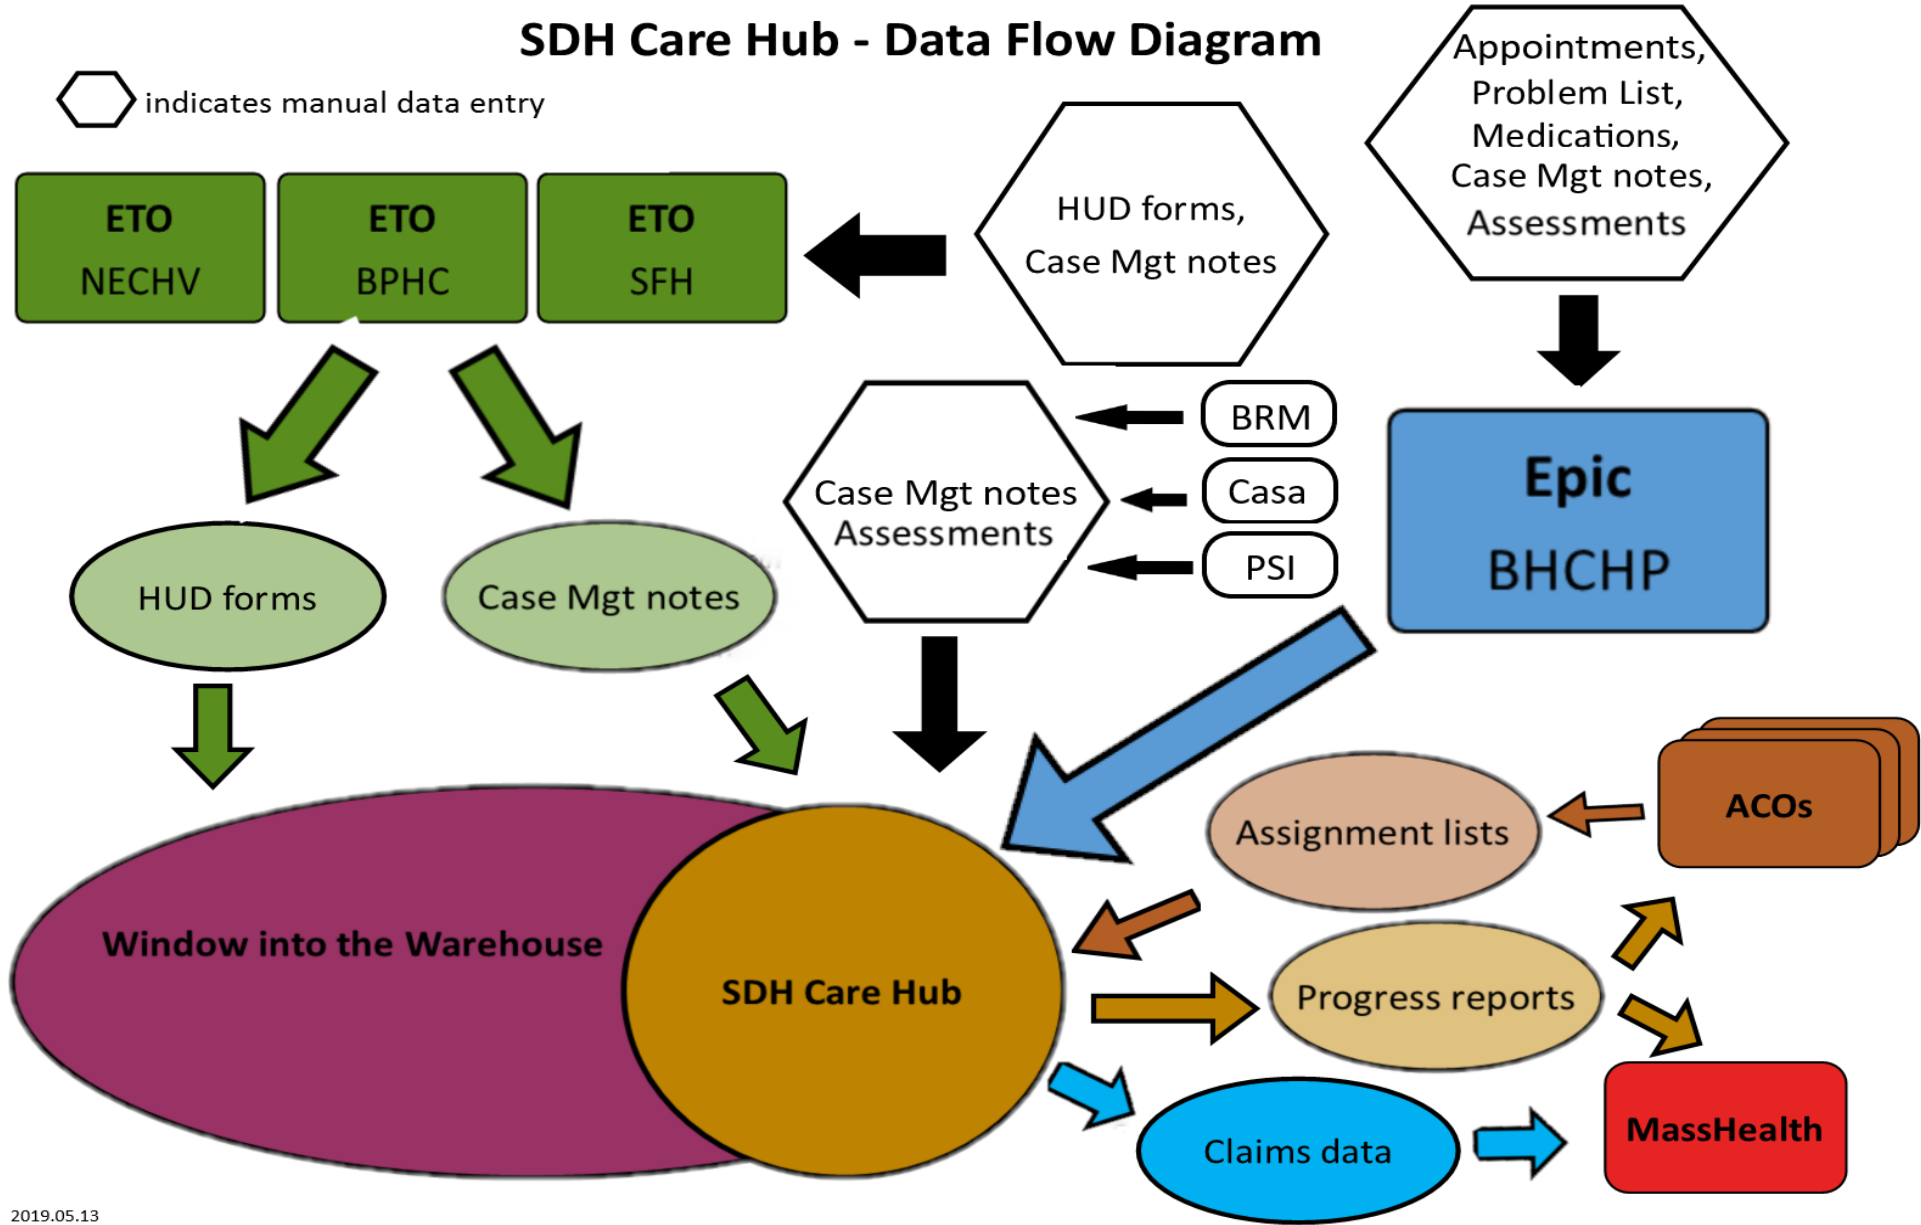 SDH Care Hub - Data Flow Diagram
indicates manual data entry
Appointments,
Problem List,
Medications,
Case Mgt notes,
Assessments
ETO
NECHV
ETO
BPHC
ETO
SFH
HUD forms,
Case Mgt notes
BRM
Casa
PSI
Case Mgt notes
Assessments
Epic
BHCHP
HUD forms
Case Mgt notes
ACOs
Assignment lists
Window into the Warehouse
SDH Care Hub
Progress reports
MassHealth
Claims data
2019.05.13